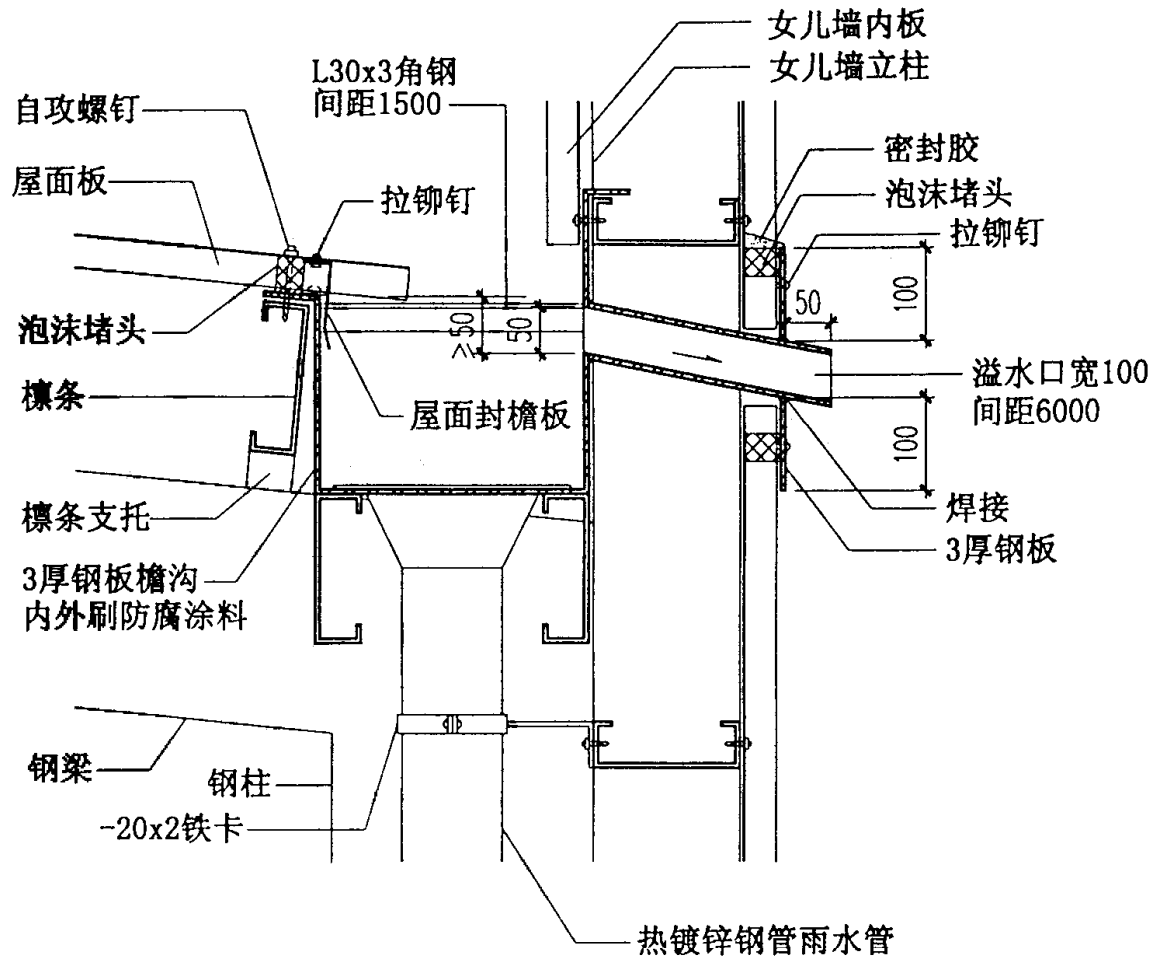 女儿墙内板
女儿墙立柱
L30x3角钢
间距1500
自攻螺钉
屋面板
拉铆钉
密封胶
泡沫堵头
拉铆钉
50
100
≥50
50
泡沫堵头
檩条
屋面封檐板
溢水口宽100
间距6000
100
檩条支托
焊接
3厚钢板
3厚钢板檐沟
内外刷防腐涂料
钢梁
钢柱
-20x2铁卡
热镀锌钢管雨水管